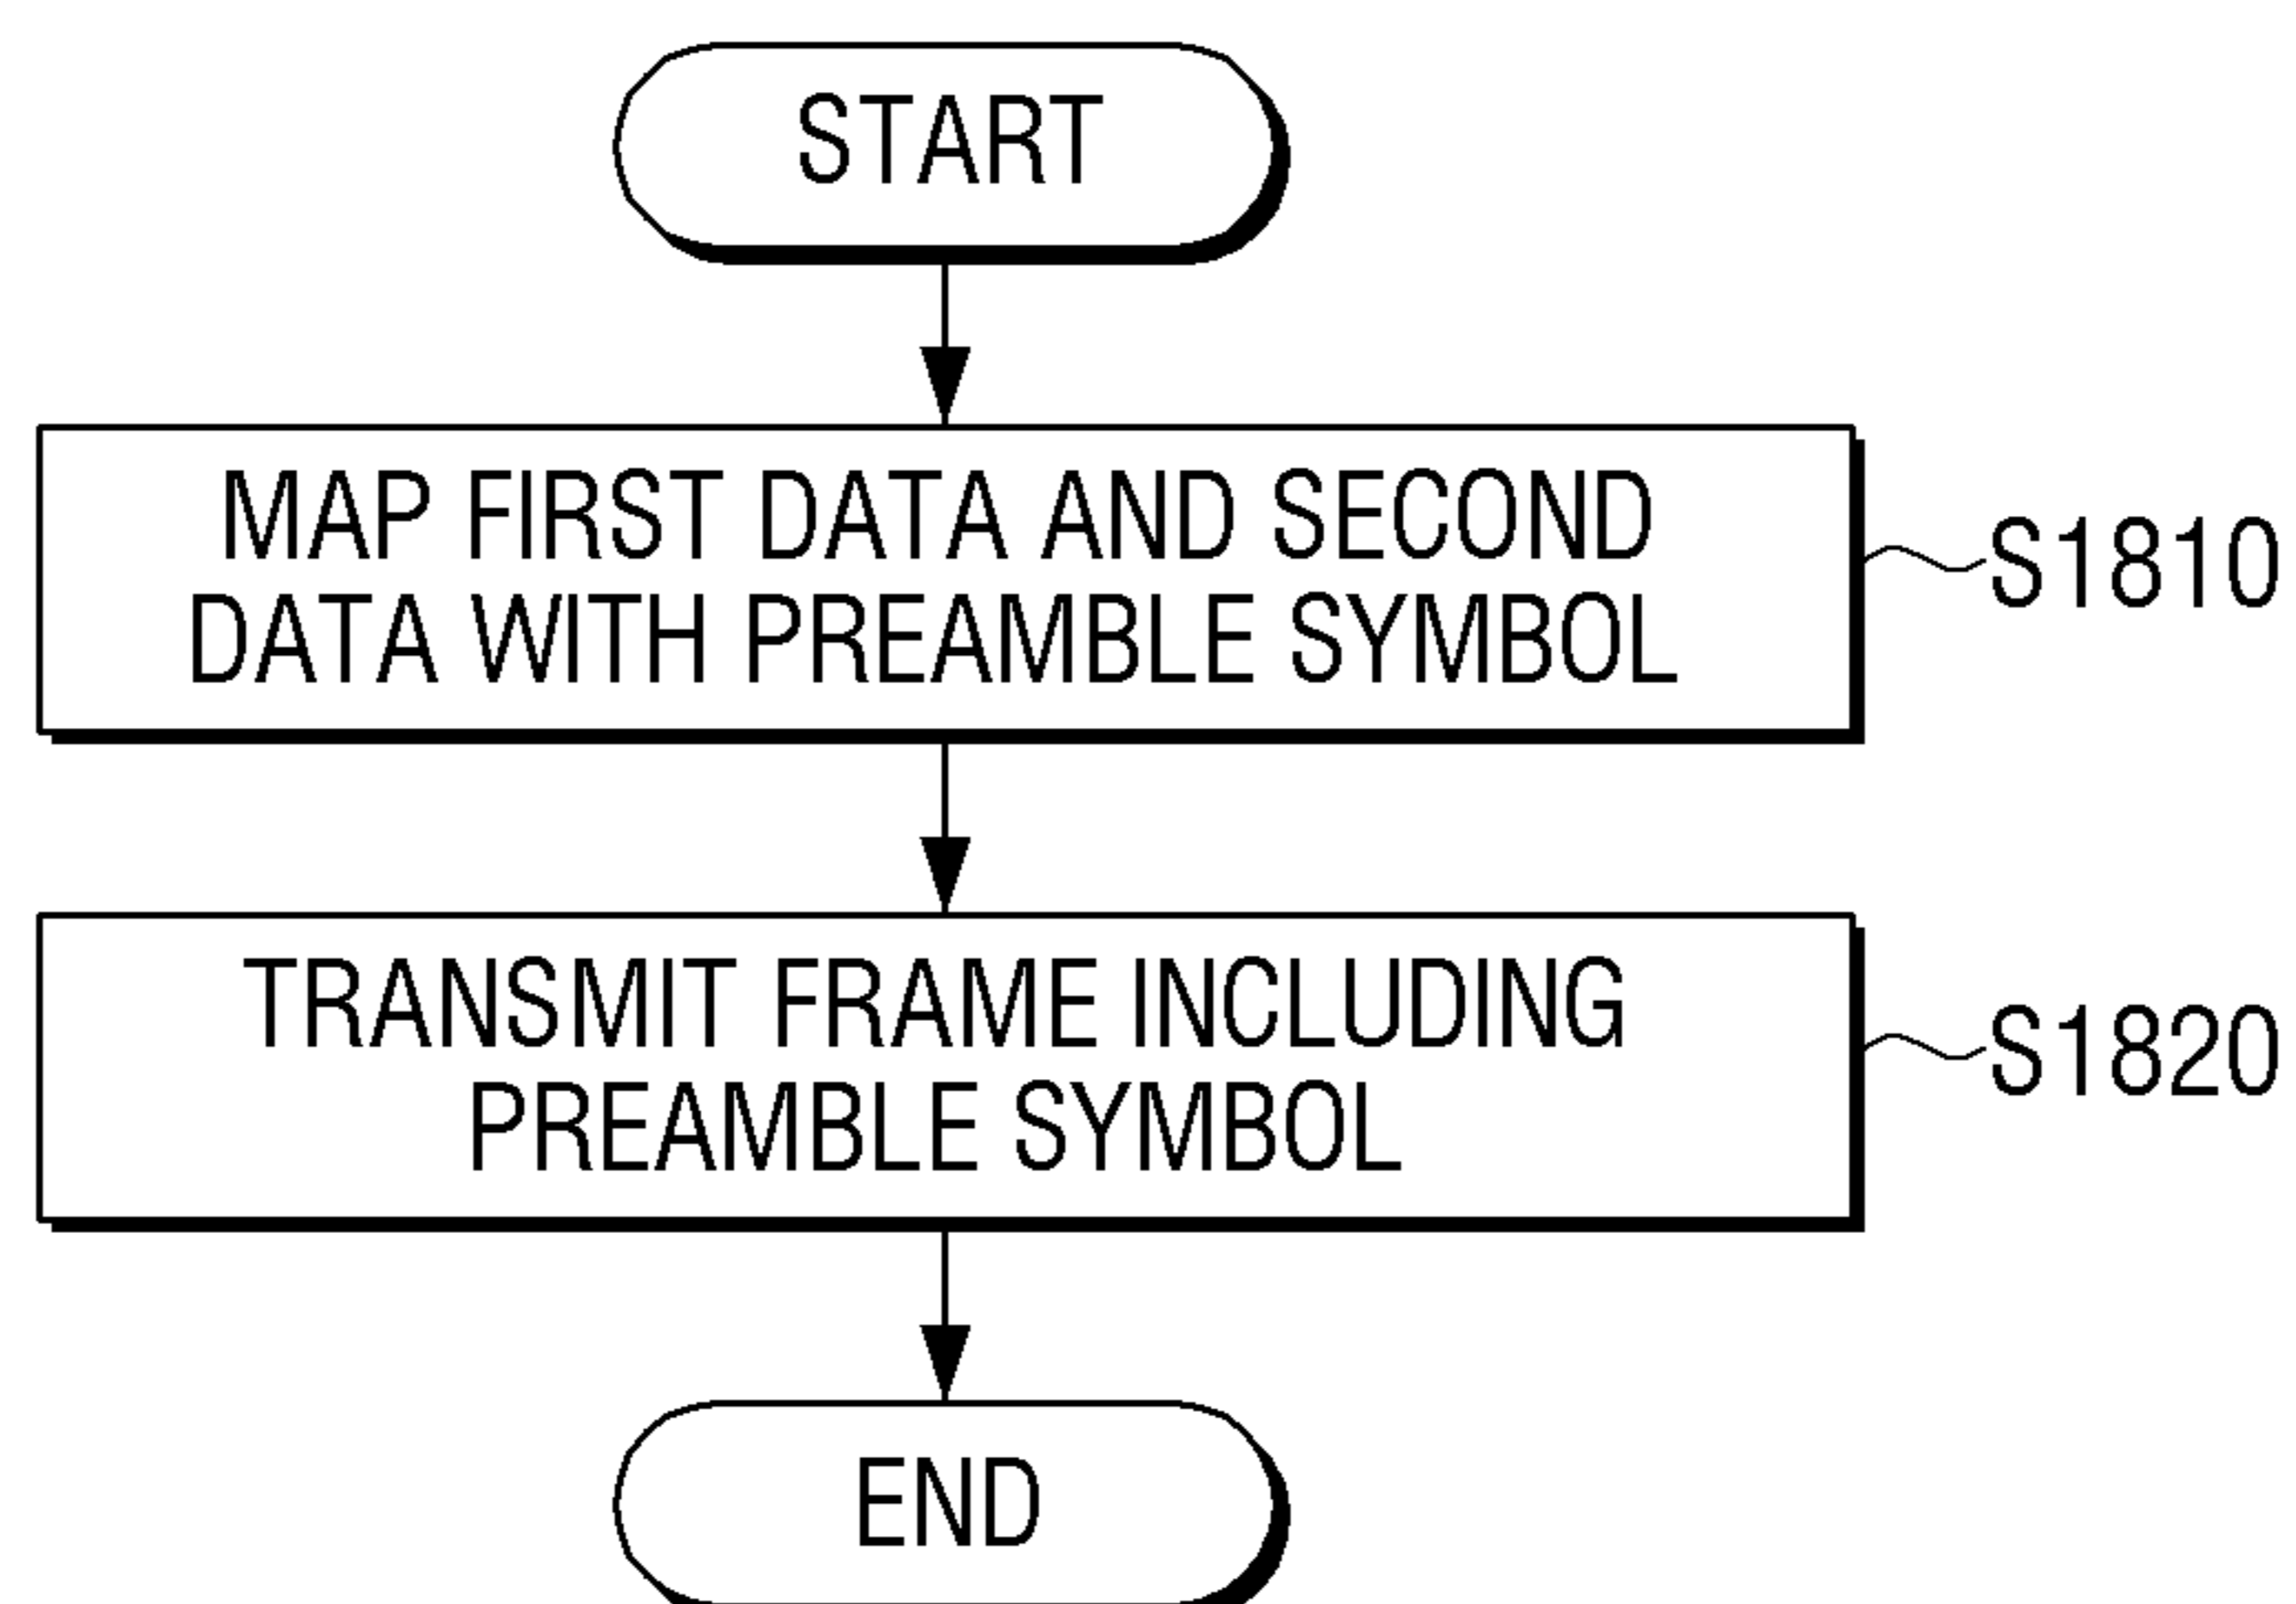 START
MAP FIRST DATA AND SECOND
DATA WITH PREAMBLE SYMBOL
S1810
TRANSMIT FRAME INCLUDING
PREAMBLE SYMBOL
S1820
END